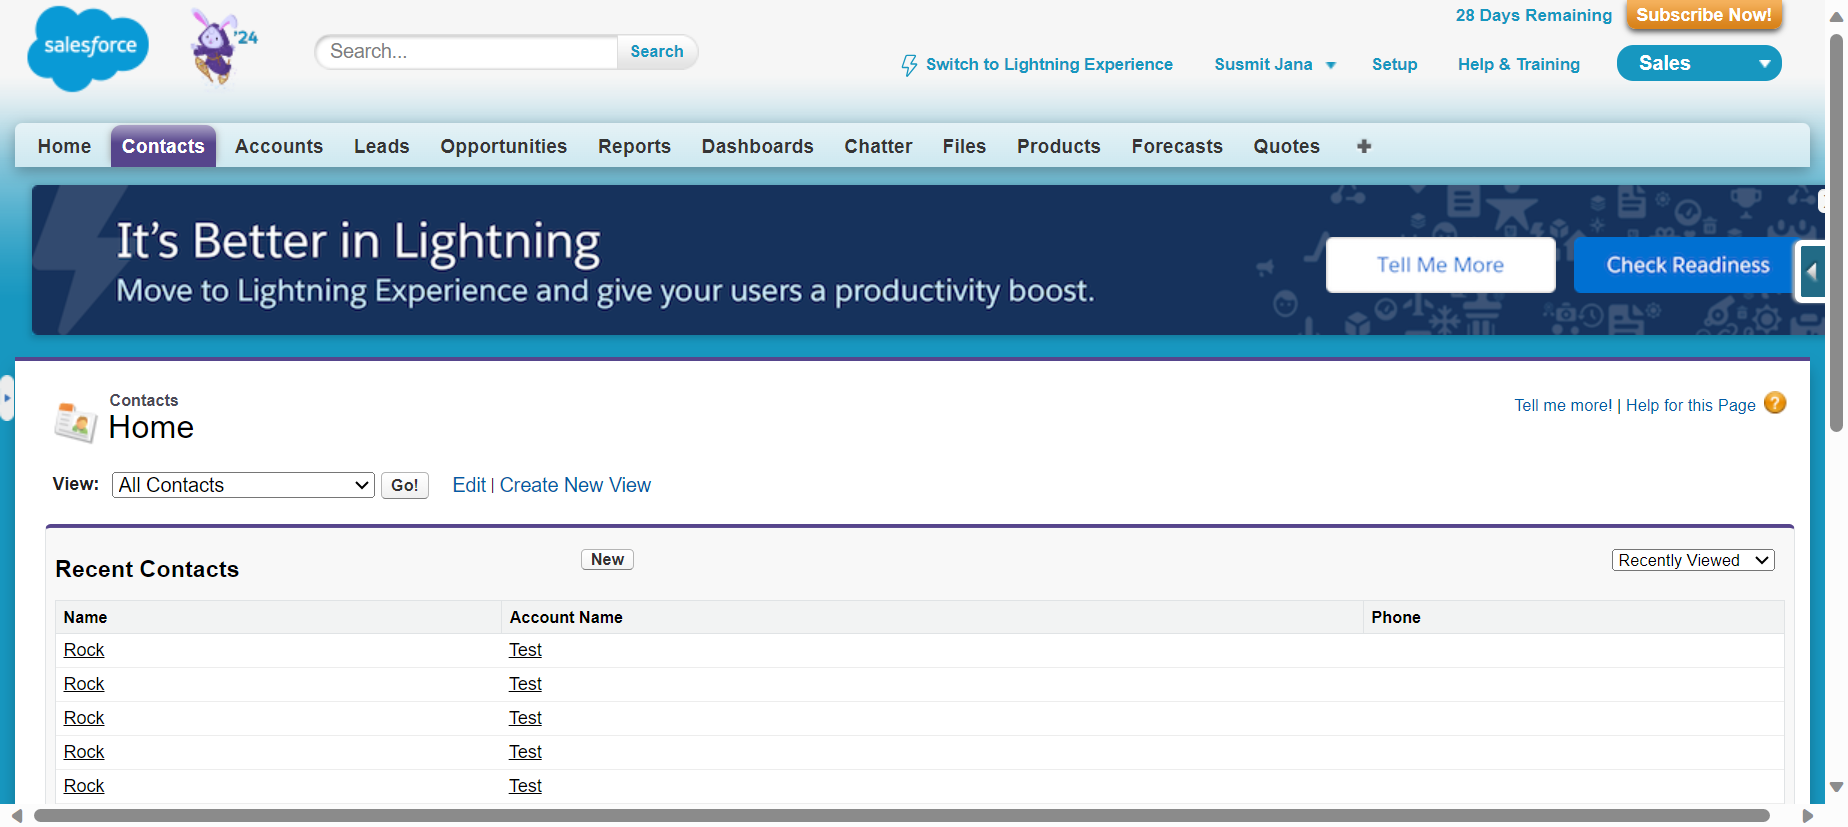 salesforce
'24
Search...
Search
28 Days Remaining
Subscribe Now!
Switch to Lightning Experience
Susmit Jana
Setup
Help & Training
Sales
Home
Contacts
Accounts
Leads
Opportunities
Reports
Dashboards
Chatter
Files
Products
Forecasts
Quotes
+
It's Better in Lightning
Move to Lightning Experience and give your users a productivity boost.
Tell Me More
Check Readiness
Contacts
Home
Tell me more! | Help for this Page ?
View: All Contacts Go! Edit | Create New View
Recent Contacts
New
Recently Viewed
Name Account Name Phone
Rock Test
Rock Test
Rock Test
Rock Test
Rock Test